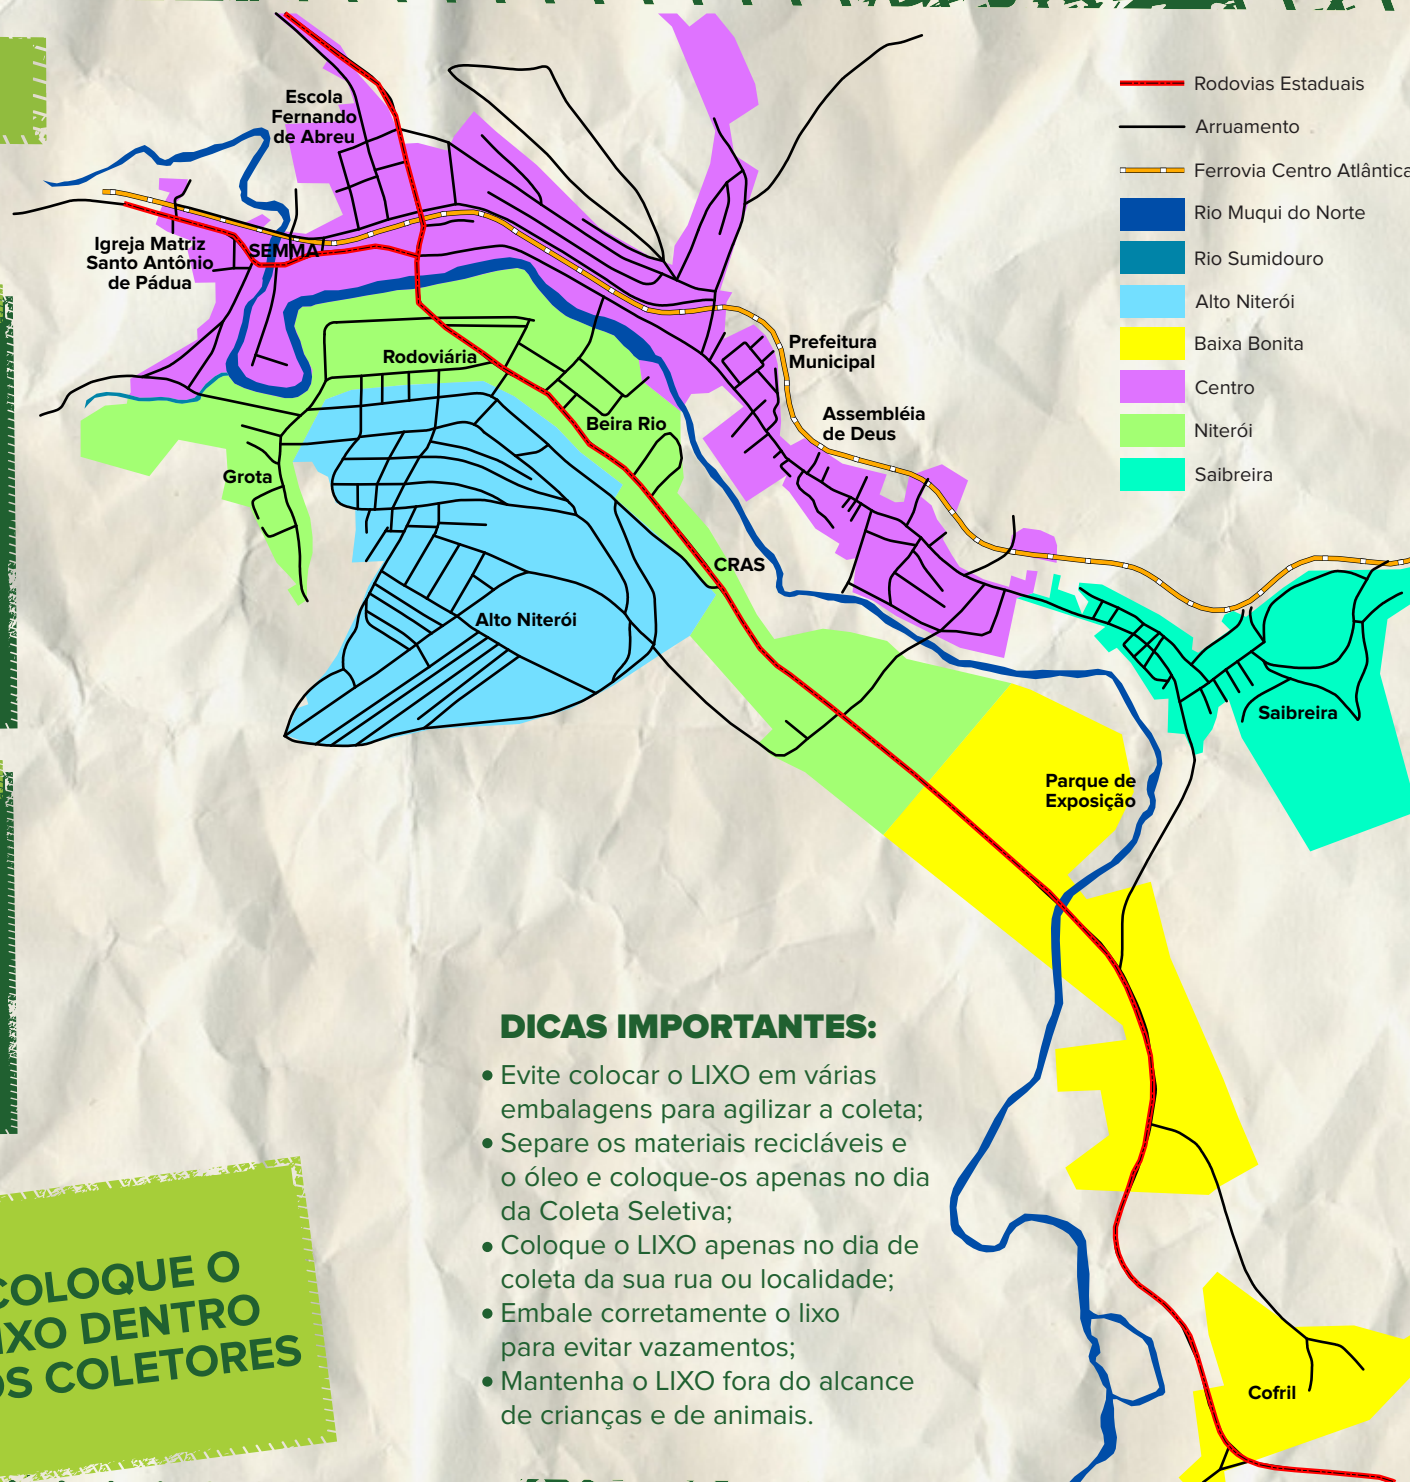 Escola
Fernando
de Abreu
Igreja Matriz
Santo Antônio
de Pádua
SEMMA
Rodoviária
Beira Rio
Grota
Alto Niterói
CRAS
Prefeitura
Municipal
Assembléia
de Deus
Saibreira
Parque de
Exposição
Cofril
Rodovias Estaduais
Arruamento
Ferrovia Centro Atlântica
Rio Muqui do Norte
Rio Sumidouro
Alto Niterói
Baixa Bonita
Centro
Niterói
Saibreira
DICAS IMPORTANTES:
• Evite colocar o LIXO em várias
embalagens para agilizar a coleta;
• Separe os materiais recicláveis e
o óleo e coloque-os apenas no dia
da Coleta Seletiva;
• Coloque o LIXO apenas no dia de
coleta da sua rua ou localidade;
• Embale corretamente o lixo
para evitar vazamentos;
• Mantenha o LIXO fora do alcance
de crianças e de animais.
COLOQUE O
IXO DENTRO
OS COLETORES